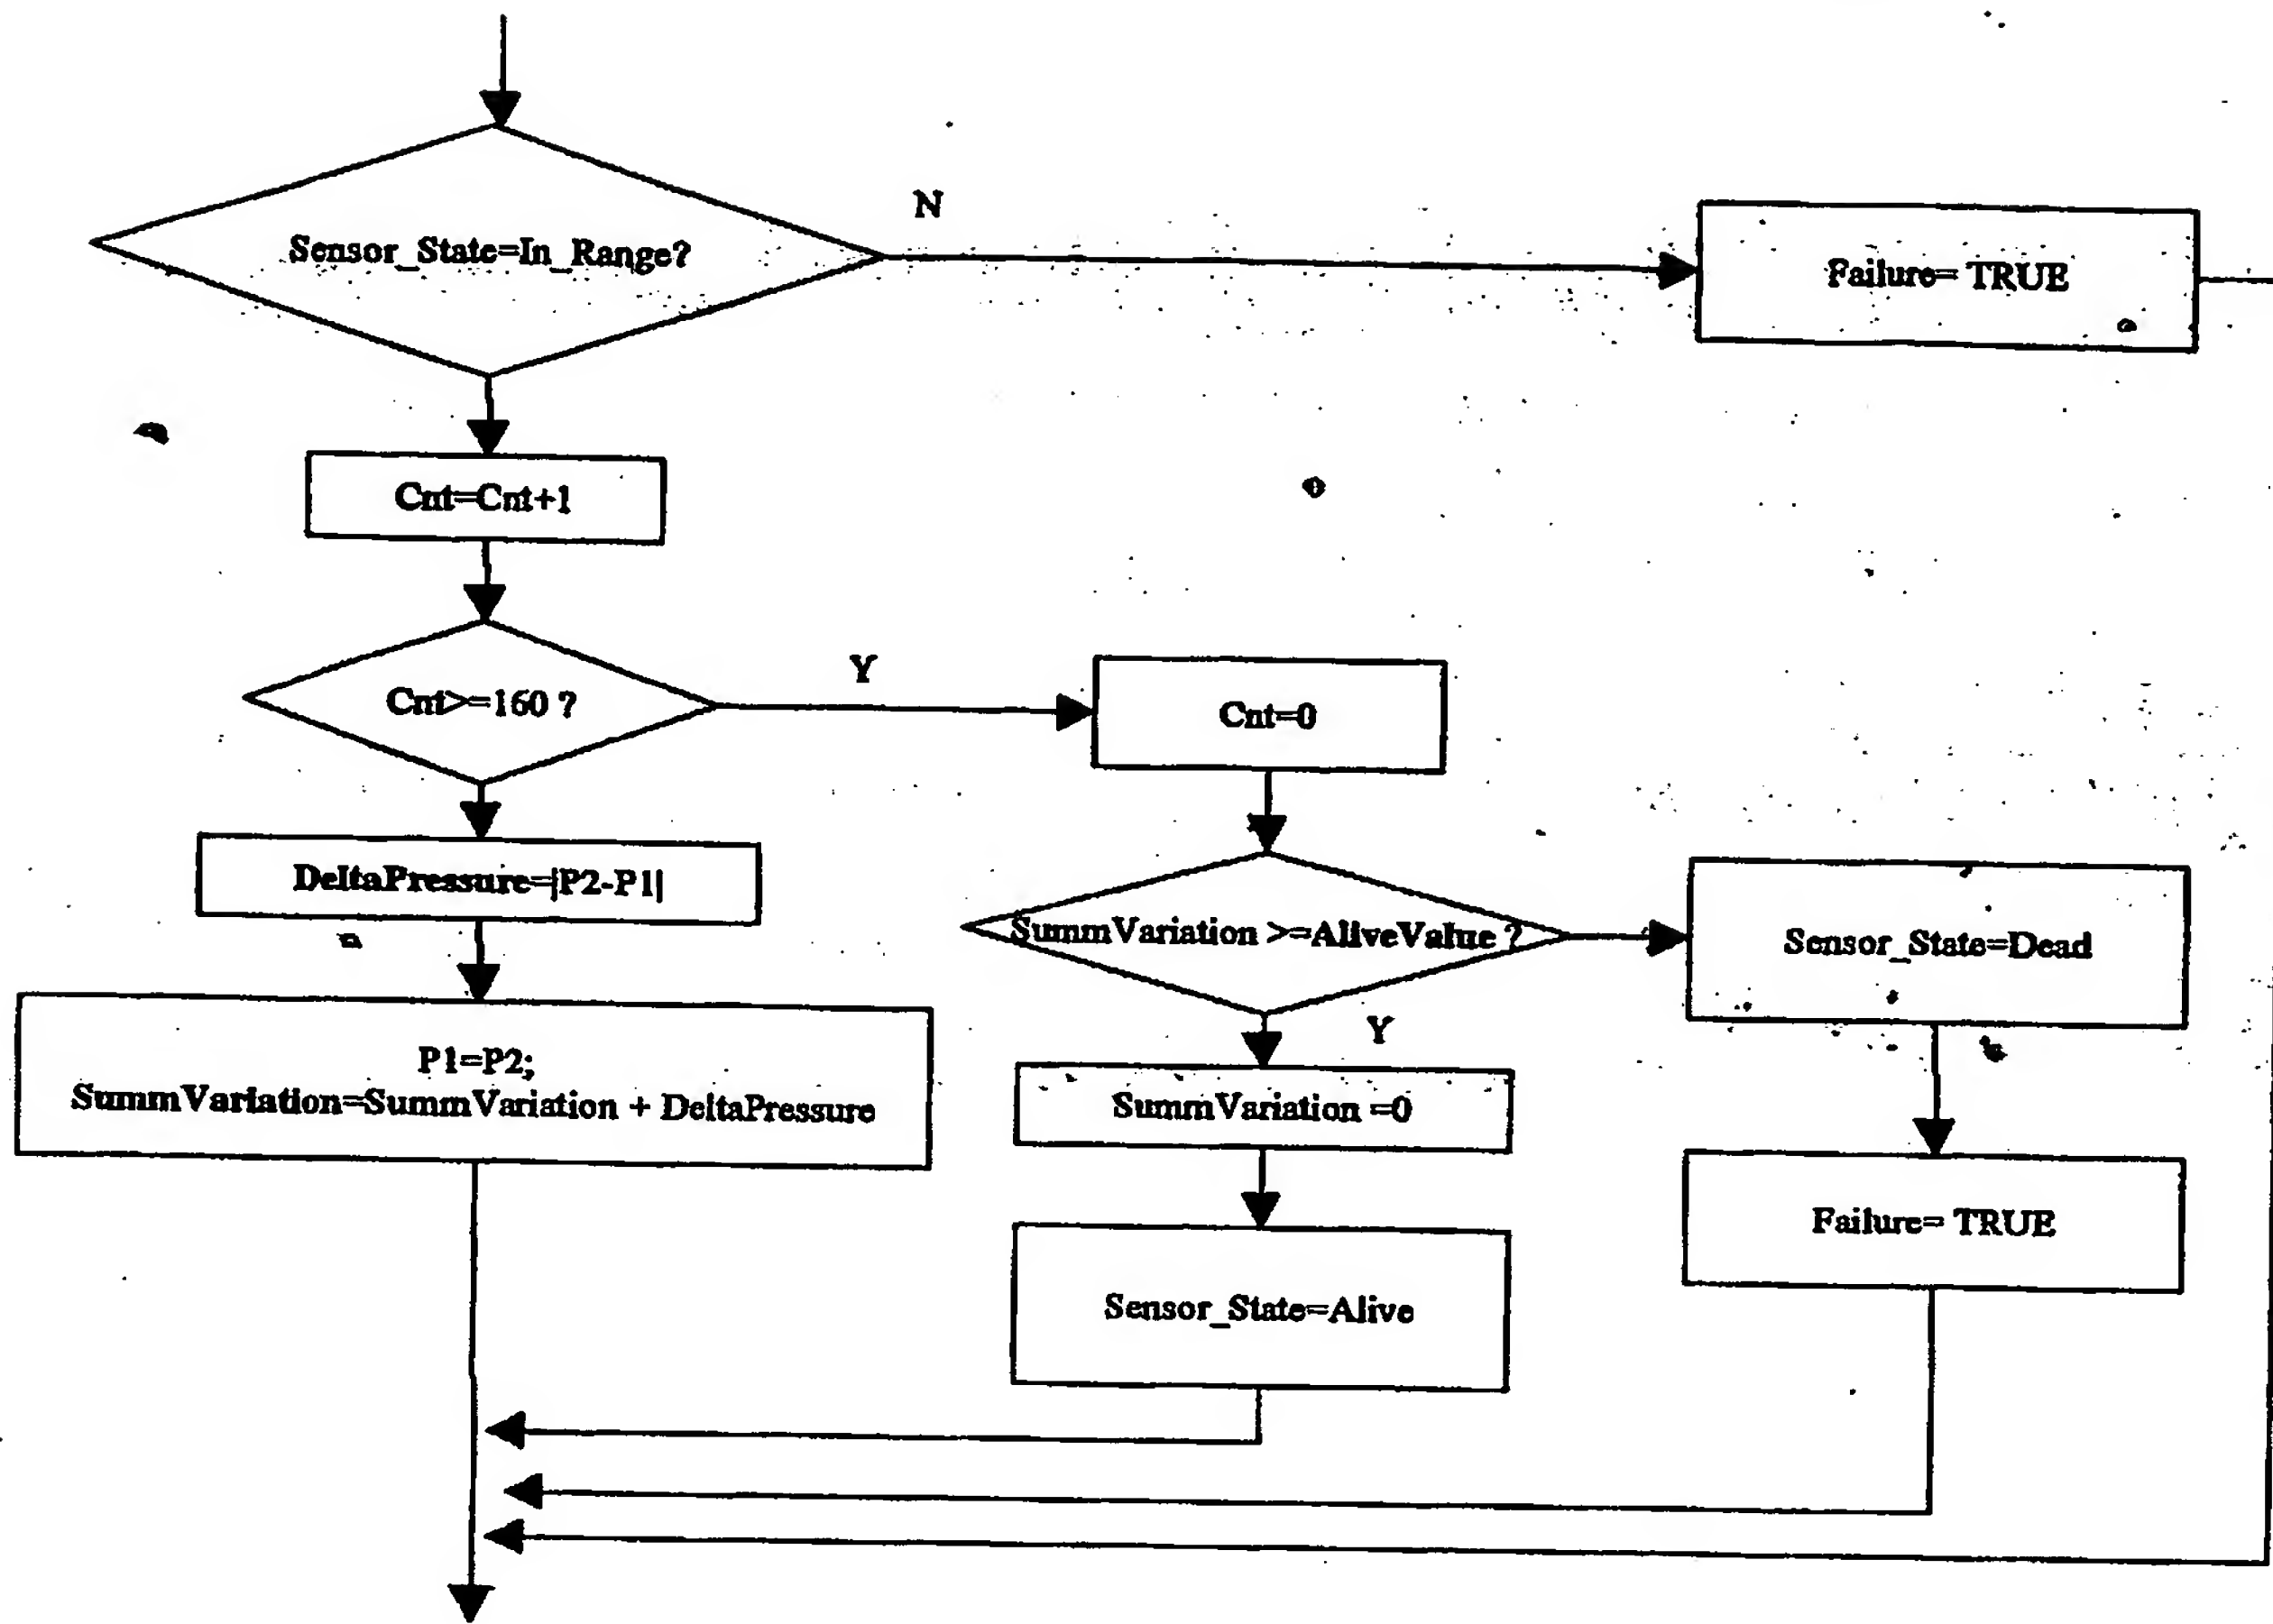 N
Sensor_State=In_Range?
Failure= TRUE
Cnt=Cnt+1
Cnt>=160 ?
Y
Cnt=0
DeltaPressure=|P2-P1|
SummVariation >=AliveValue ?
Sensor_State=Dead
P1=P2;
SummVariation=SummVariation + DeltaPressure
Y
SummVariation =0
Failure= TRUE
Sensor_State=Alive